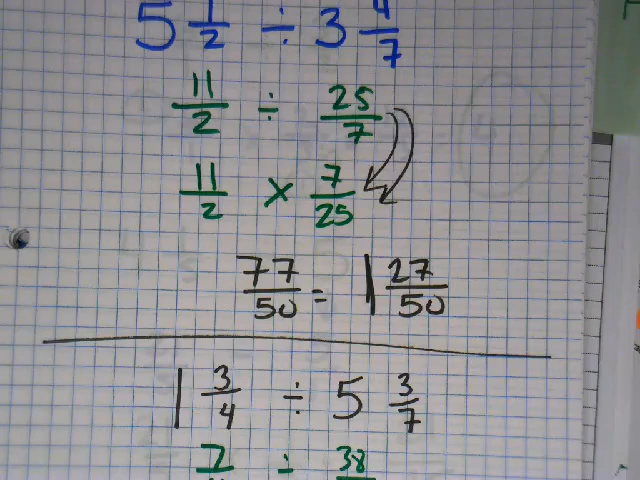 5 1/2 ÷ 3 4/7
11/2 ÷ 25/7
11/2 × 7/25
77/50 = 1 27/50
1 3/4 ÷ 5 3/7
7 ÷ 38